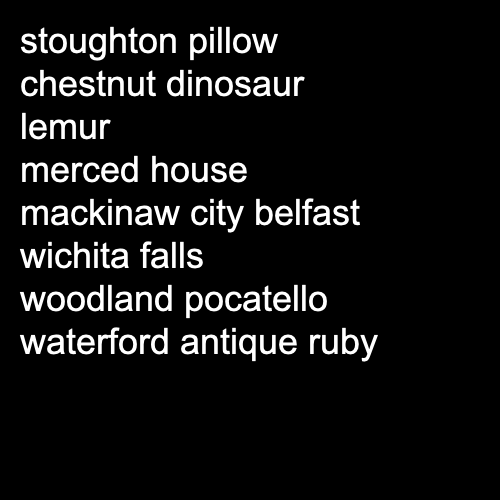 stoughton pillow
chestnut dinosaur
lemur
merced house
mackinaw city belfast
wichita falls
woodland pocatello
waterford antique ruby